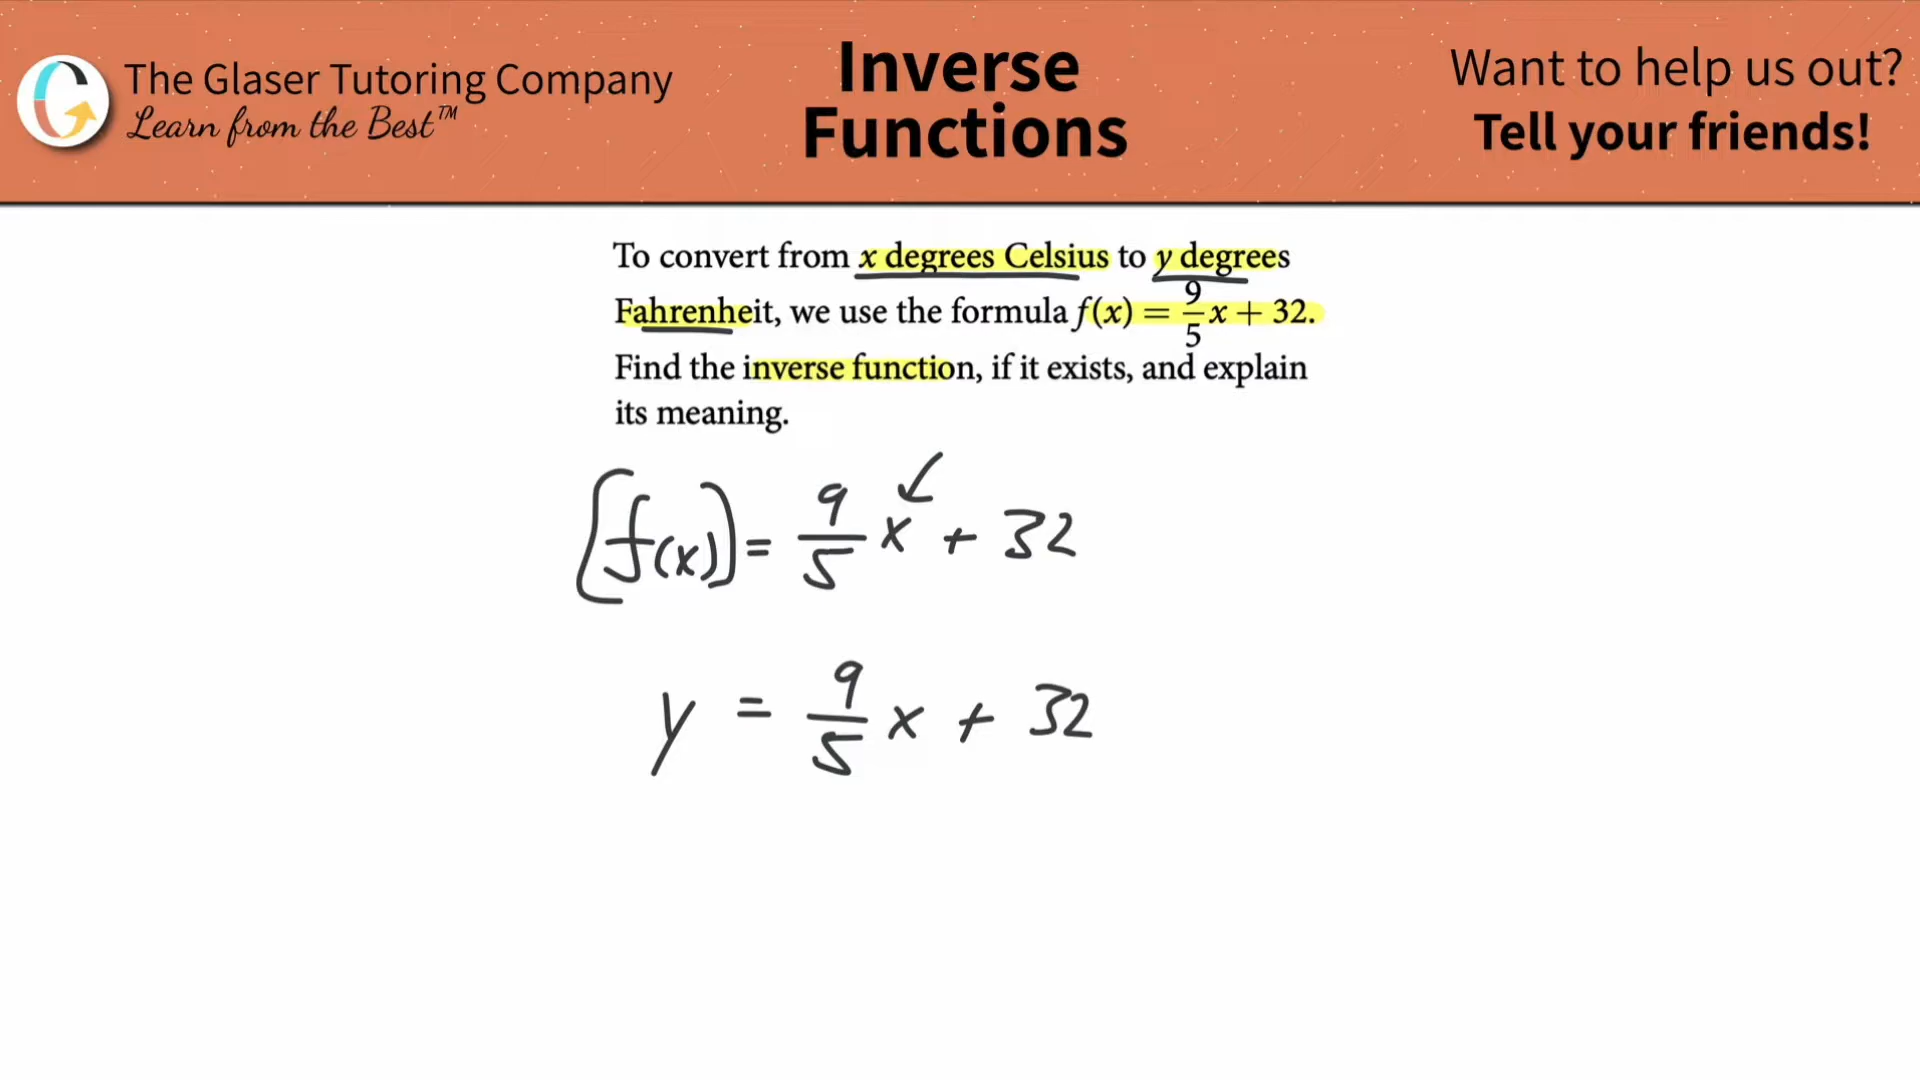 The Glaser Tutoring Company
Learn from the Best™
Inverse
Functions
Want to help us out?
Tell your friends!
To convert from x degrees Celsius to y degrees
Fahrenheit, we use the formula f(x) = 9/5 x + 32.
Find the inverse function, if it exists, and explain
its meaning.
[f(x)] = 9/5 x + 32
y = 9/5 x + 32